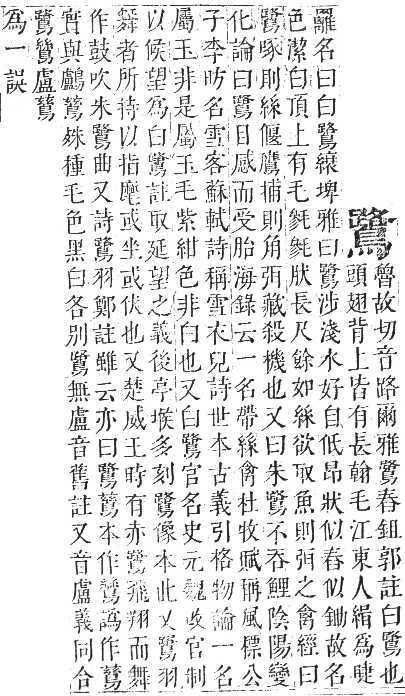 鷺
魯故切音路爾雅鷺舂鉏郭註白鷺也
頭翅背上皆有長翰毛江東人緝為睫
䍦名曰白鷺縗埤雅曰鷺涉淺水好自低昂狀似舂似鋤故名
色潔白頂上有毛毿毿肰長尺餘如絲欲取魚則弭之禽經曰
鷺啄則絲偃鷹捕則角弭藏殺機也又曰朱鷺不吞鯉陰陽變
化論曰鷺目感而受胎海錄云一名帶絲禽杜牧賦稱風標公
子李昉名雪客蘇軾詩稱雪衣兒詩世本古義引格物論一名
屬玉非是屬玉毛紫紺色非白也又白鷺官名史元魏改官制
以候望為白鷺註取延望之義後亭堠多刻鷺像本此又鷺羽
舞者所持以指麾或坐或伏也又楚威王時有赤鷺飛翔而舞
作鼓吹朱鷺曲又詩鷺羽鄭註雖云亦曰鷺鶿本作鷥譌作鶿
實與鸕鶿殊種毛色黑白各別鷺無盧音舊註又音盧義同合
鷺鷥盧鶿
為一誤